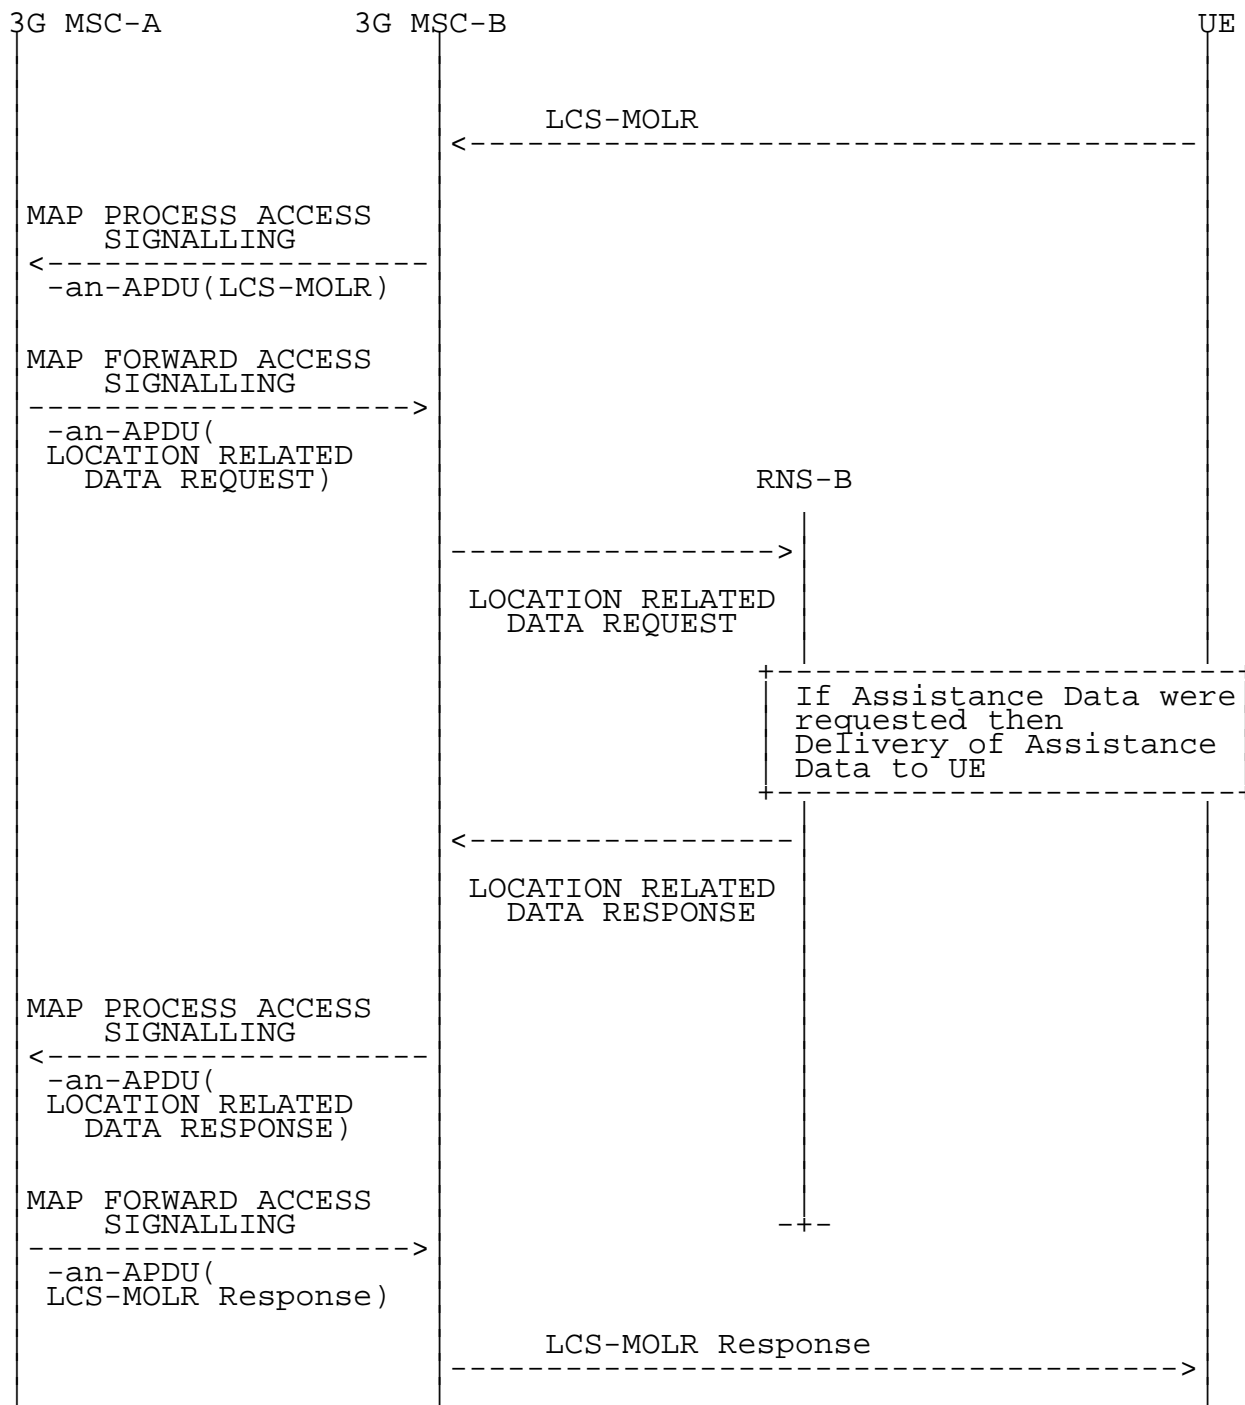 3G MSC-A 3G MSC-B UE
LCS-MOLR
MAP PROCESS ACCESS
SIGNALLING
-an-APDU(LCS-MOLR)
MAP FORWARD ACCESS
SIGNALLING
-an-APDU(
LOCATION RELATED
DATA REQUEST)
RNS-B
LOCATION RELATED
DATA REQUEST
If Assistance Data were
requested then
Delivery of Assistance
Data to UE
LOCATION RELATED
DATA RESPONSE
MAP PROCESS ACCESS
SIGNALLING
-an-APDU(
LOCATION RELATED
DATA RESPONSE)
MAP FORWARD ACCESS
SIGNALLING
-an-APDU(
LCS-MOLR Response)
LCS-MOLR Response